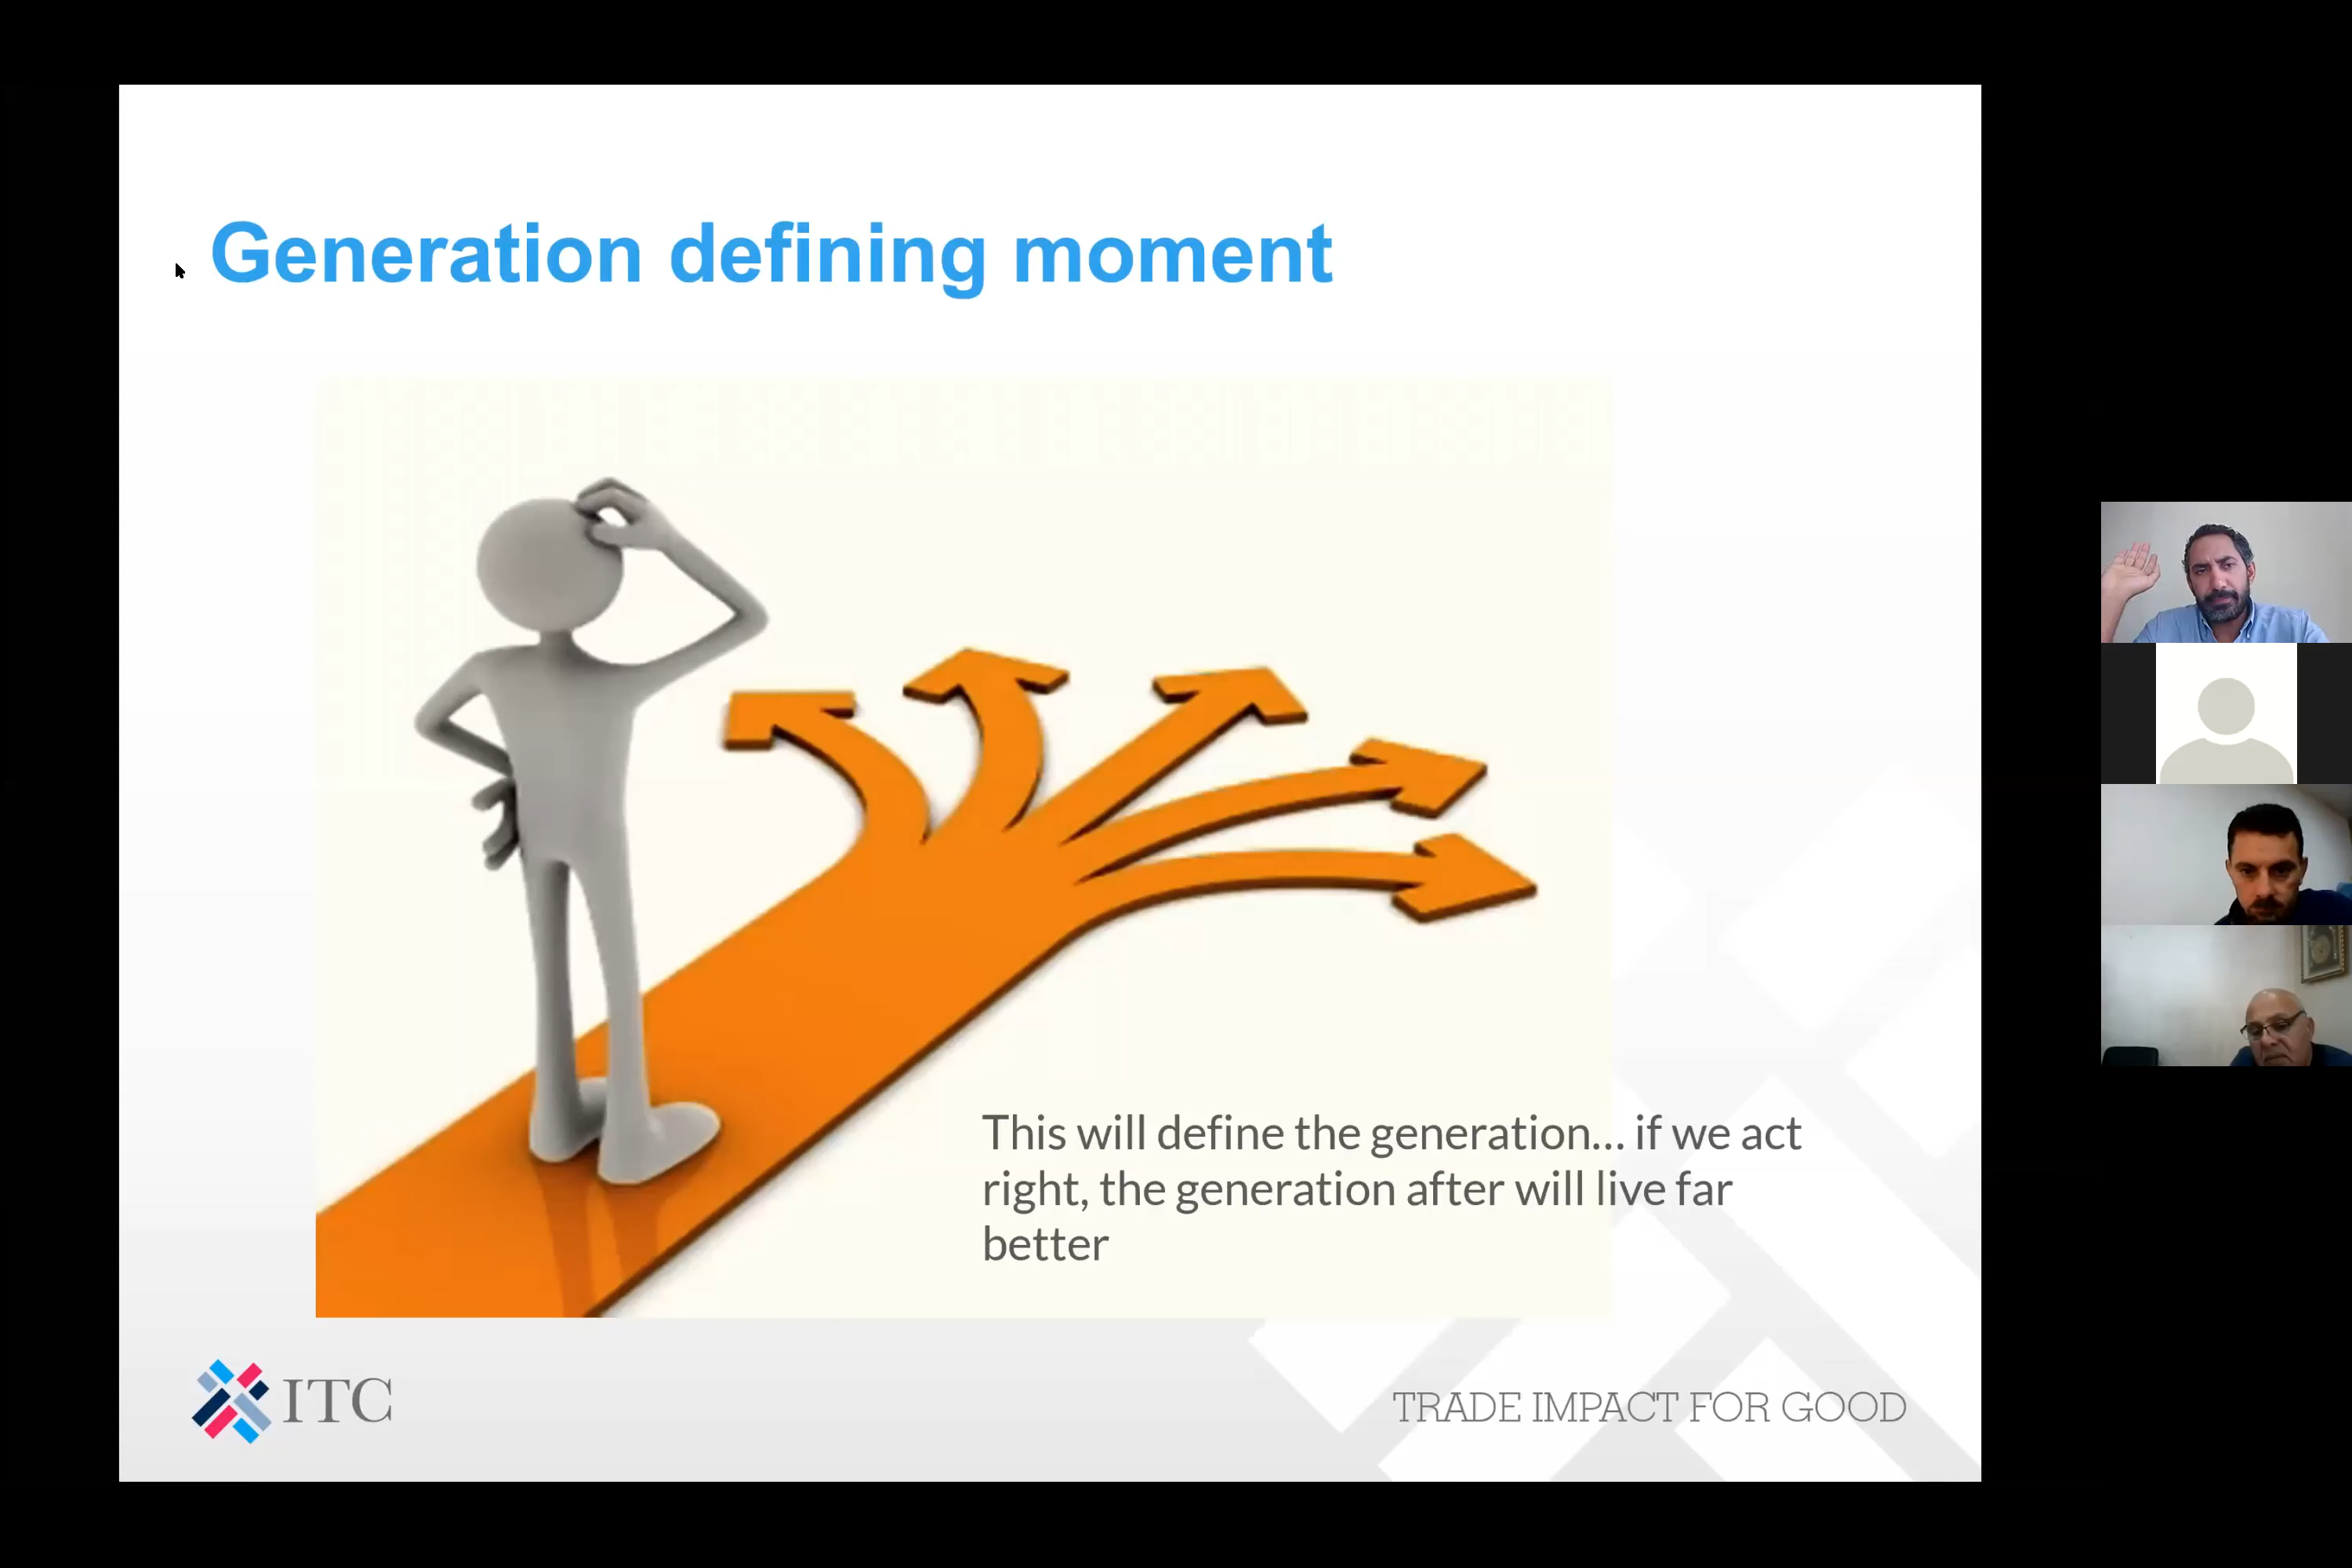 Generation defining moment
This will define the generation... if we act
right, the generation after will live far
better
ITC
TRADE IMPACT FOR GOOD